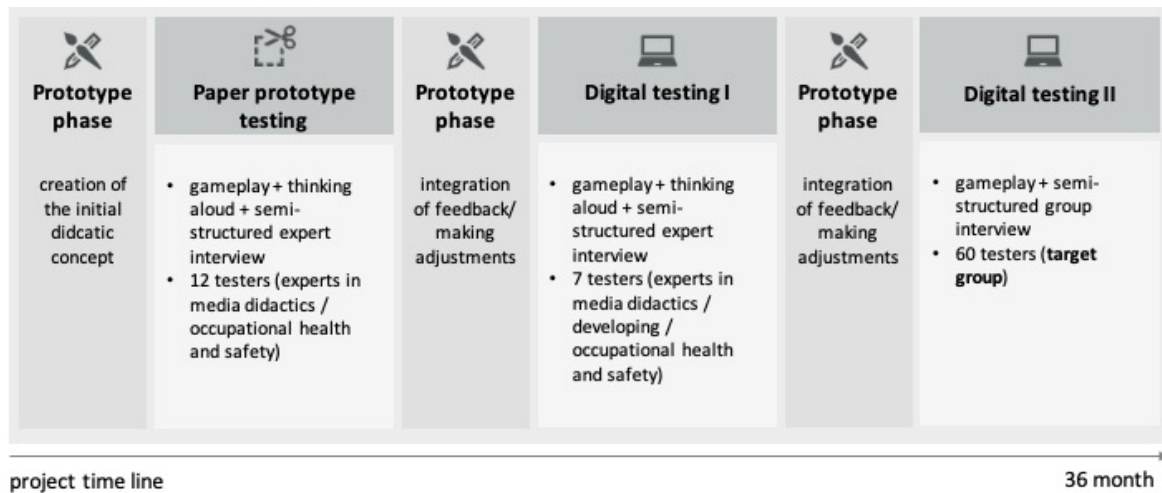 Prototype
phase
creation of
the initial
didcatic
concept
Paper prototype
testing
• gameplay + thinking
aloud + semi-
structured expert
interview
• 12 testers (experts in
media didactics /
occupational health
and safety)
Prototype
phase
integration
of feedback/
making
adjustments
Digital testing I
• gameplay + thinking
aloud + semi-
structured expert
interview
• 7 testers (experts in
media didactics /
developing /
occupational health
and safety)
Prototype
phase
integration
of feedback/
making
adjustments
Digital testing II
• gameplay + semi-
structured group
interview
• 60 testers (target
group)
project time line
36 month